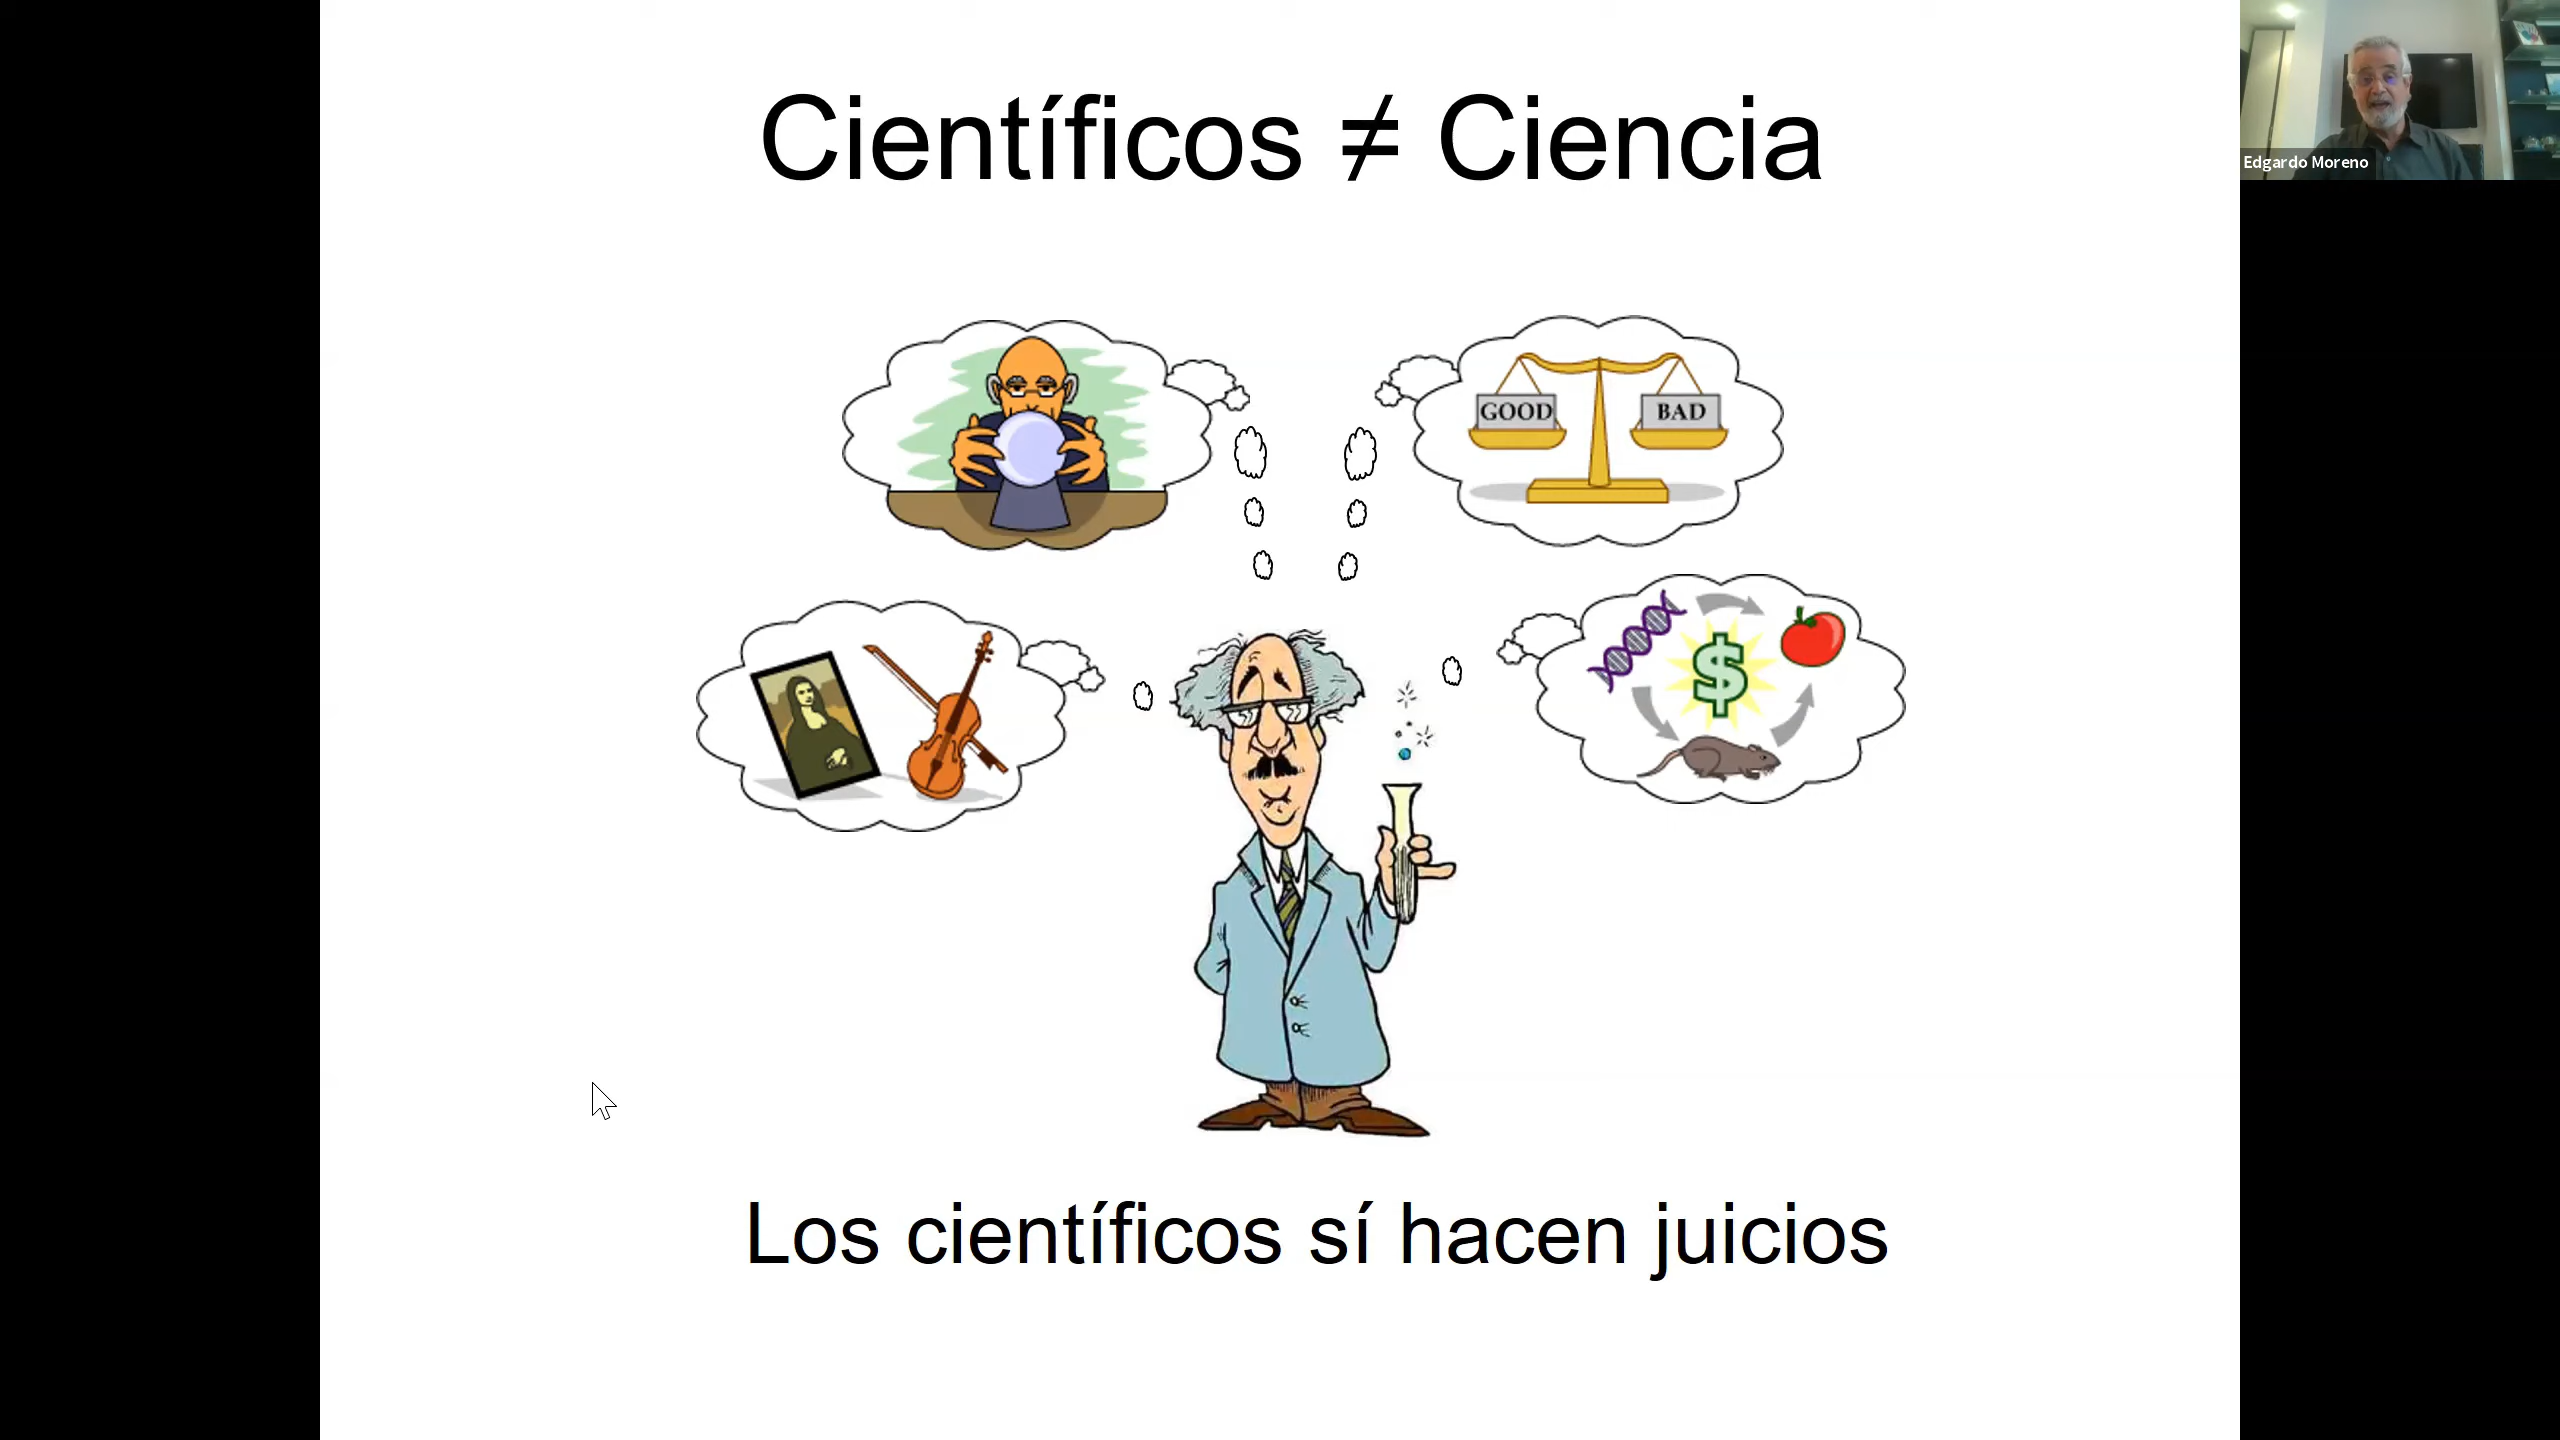 Científicos ≠ Ciencia
Edgardo Moreno
GOOD
BAD
$
Los científicos sí hacen juicios